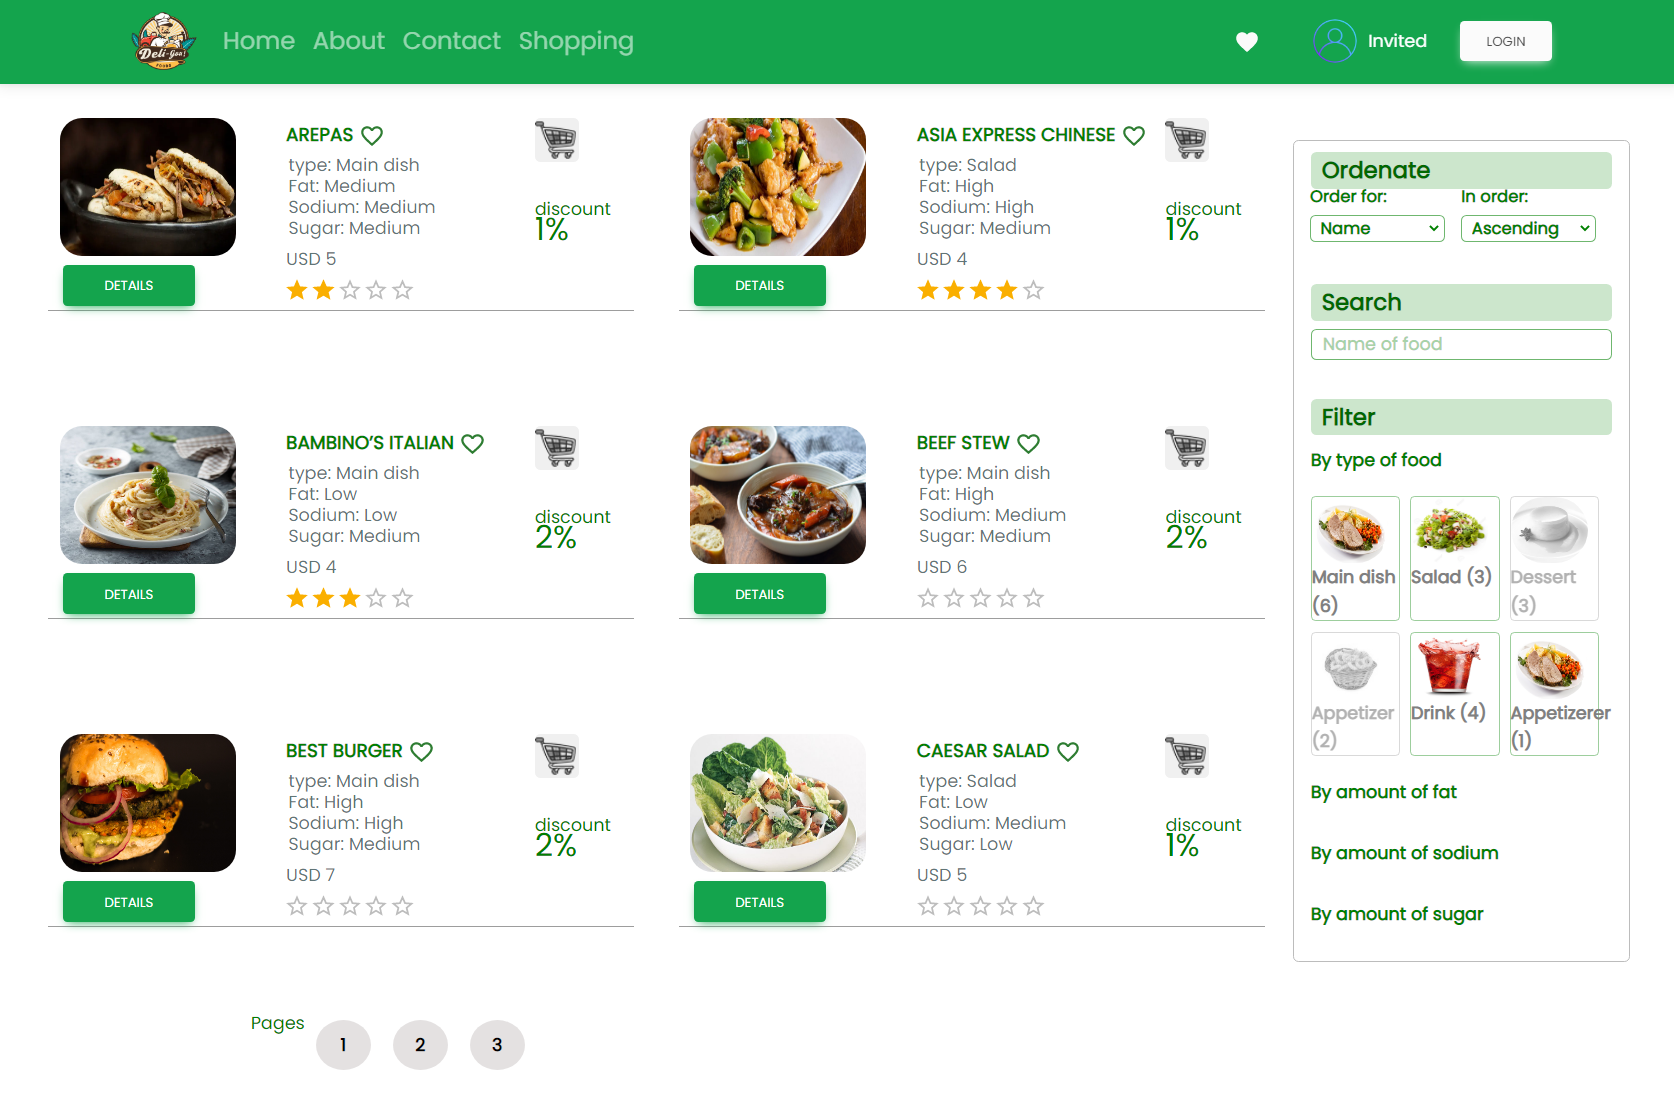 Deli-Goo!
FOODS
Home About Contact Shopping
Invited
LOGIN
AREPAS
type: Main dish
Fat: Medium
Sodium: Medium
Sugar: Medium
USD 5
discount
1%
DETAILS
ASIA EXPRESS CHINESE
type: Salad
Fat: High
Sodium: High
Sugar: Medium
USD 4
discount
1%
DETAILS
BAMBINO’S ITALIAN
type: Main dish
Fat: Low
Sodium: Low
Sugar: Medium
USD 4
discount
2%
DETAILS
BEEF STEW
type: Main dish
Fat: High
Sodium: Medium
Sugar: Medium
USD 6
discount
2%
DETAILS
BEST BURGER
type: Main dish
Fat: High
Sodium: High
Sugar: Medium
USD 7
discount
2%
DETAILS
CAESAR SALAD
type: Salad
Fat: Low
Sodium: Medium
Sugar: Low
USD 5
discount
1%
DETAILS
Pages
1 2 3
Ordenate
Order for: In order:
Name Ascending
Search
Name of food
Filter
By type of food
Main dish
(6)
Salad (3)
Dessert
(3)
Appetizer
(2)
Drink (4)
Appetizerer
(1)
By amount of fat
By amount of sodium
By amount of sugar